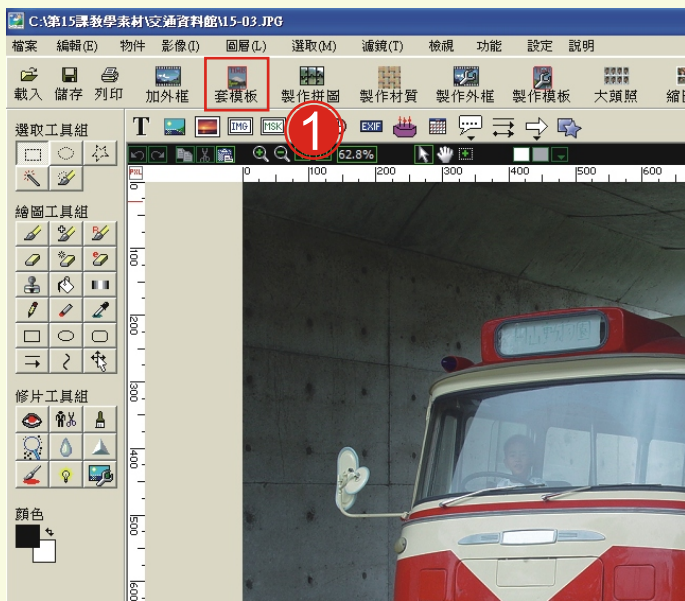 C:\第15課教學素材\交通資料館\15-03.JPG
檔案 編輯(E) 物件 影像(I) 圖層(L) 選取(M) 濾鏡(T) 檢視 功能 設定 說明
載入 儲存 列印 加外框 套模板 製作拼圖 製作材質 製作外框 製作模板 大頭照
1
選取工具組
T IMG MSK EXIF
62.8%
PXL
0 100 200 300 400 500 600
繪圖工具組
0
100
200
300
修片工具組
400
顏色
500
600